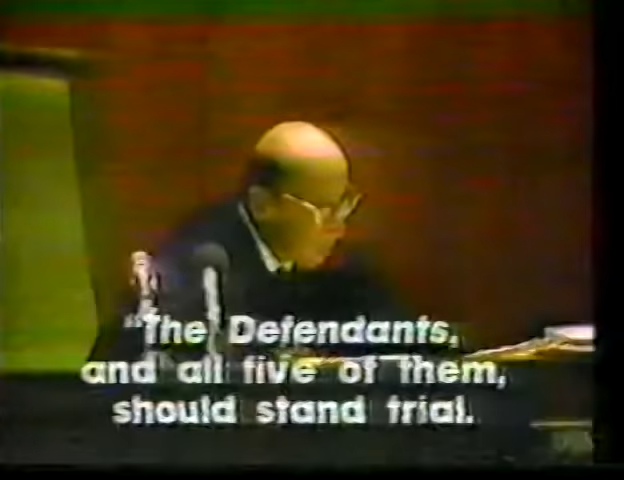 "The Defendants,
and all five of them,
should stand trial.